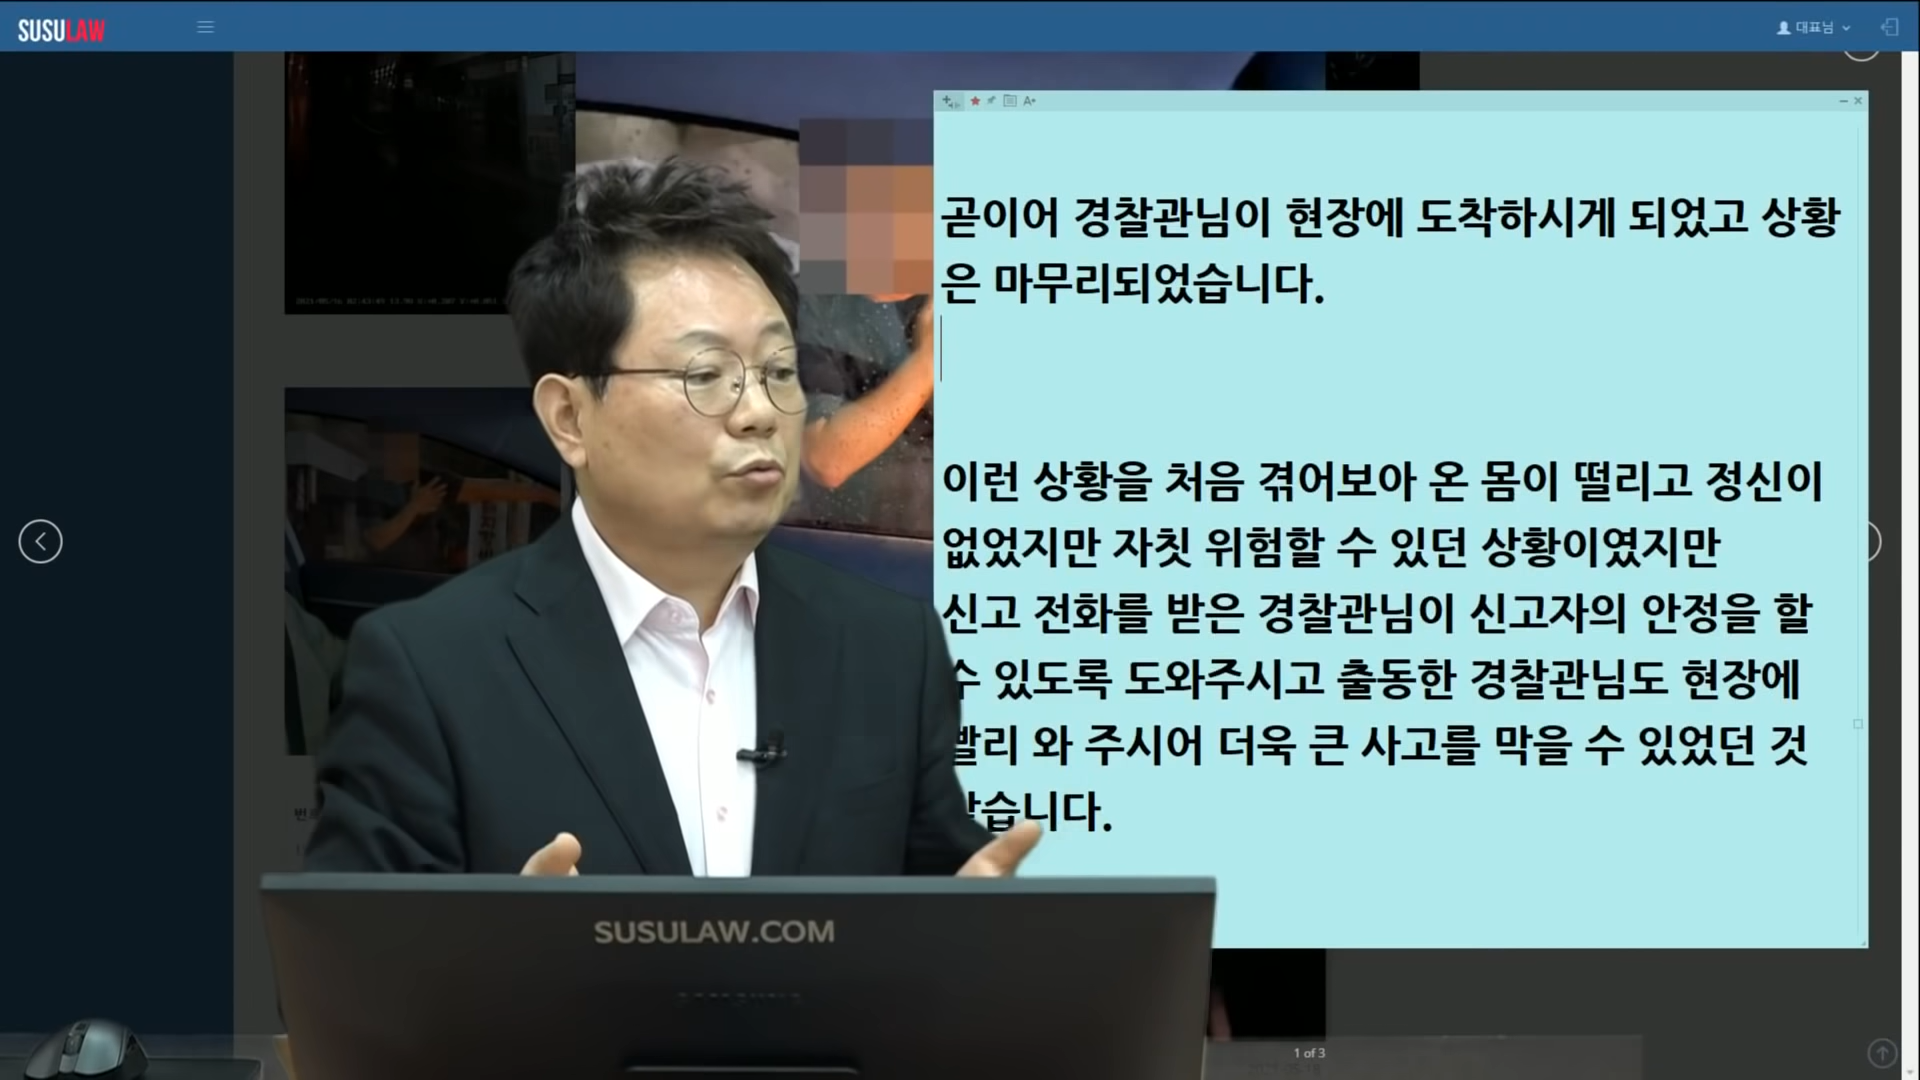 SUSULAW
대표님
곧이어 경찰관님이 현장에 도착하시게 되었고 상황
은 마무리되었습니다.
이런 상황을 처음 겪어보아 온 몸이 떨리고 정신이
없었지만 자칫 위험할 수 있던 상황이였지만
신고 전화를 받은 경찰관님이 신고자의 안정을 할
수 있도록 도와주시고 출동한 경찰관님도 현장에
빨리 와 주시어 더욱 큰 사고를 막을 수 있었던 것
같습니다.
SUSULAW.COM
1 of 3